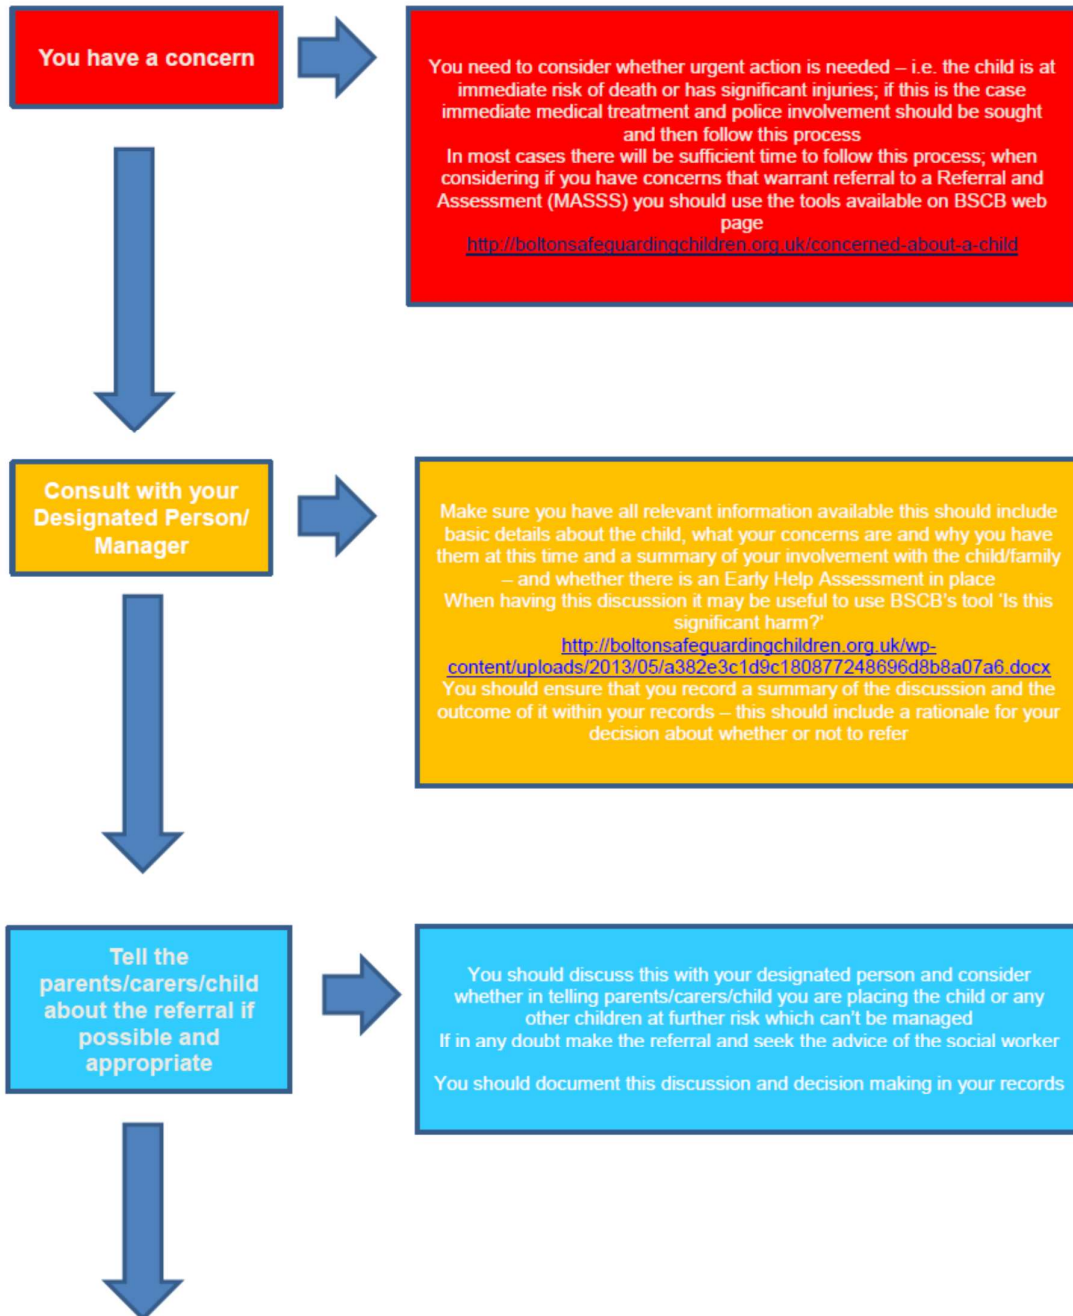 You have a concern
You need to consider whether urgent action is needed – i.e. the child is at
immediate risk of death or has significant injuries; if this is the case
immediate medical treatment and police involvement should be sought
and then follow this process
In most cases there will be sufficient time to follow this process; when
considering if you have concerns that warrant referral to a Referral and
Assessment (MASSS) you should use the tools available on BSCB web
page
http://boltonsafeguardingchildren.org.uk/concerned-about-a-child
Consult with your
Designated Person/
Manager
Make sure you have all relevant information available this should include
basic details about the child, what your concerns are and why you have
them at this time and a summary of your involvement with the child/family
– and whether there is an Early Help Assessment in place
When having this discussion it may be useful to use BSCB's tool 'Is this
significant harm?'
http://boltonsafeguardingchildren.org.uk/wp-
content/uploads/2013/05/a382e3c1d9c180877248696d8b8a07a6.docx
You should ensure that you record a summary of the discussion and the
outcome of it within your records – this should include a rationale for your
decision about whether or not to refer
Tell the
parents/carers/child
about the referral if
possible and
appropriate
You should discuss this with your designated person and consider
whether in telling parents/carers/child you are placing the child or any
other children at further risk which can't be managed
If in any doubt make the referral and seek the advice of the social worker
You should document this discussion and decision making in your records